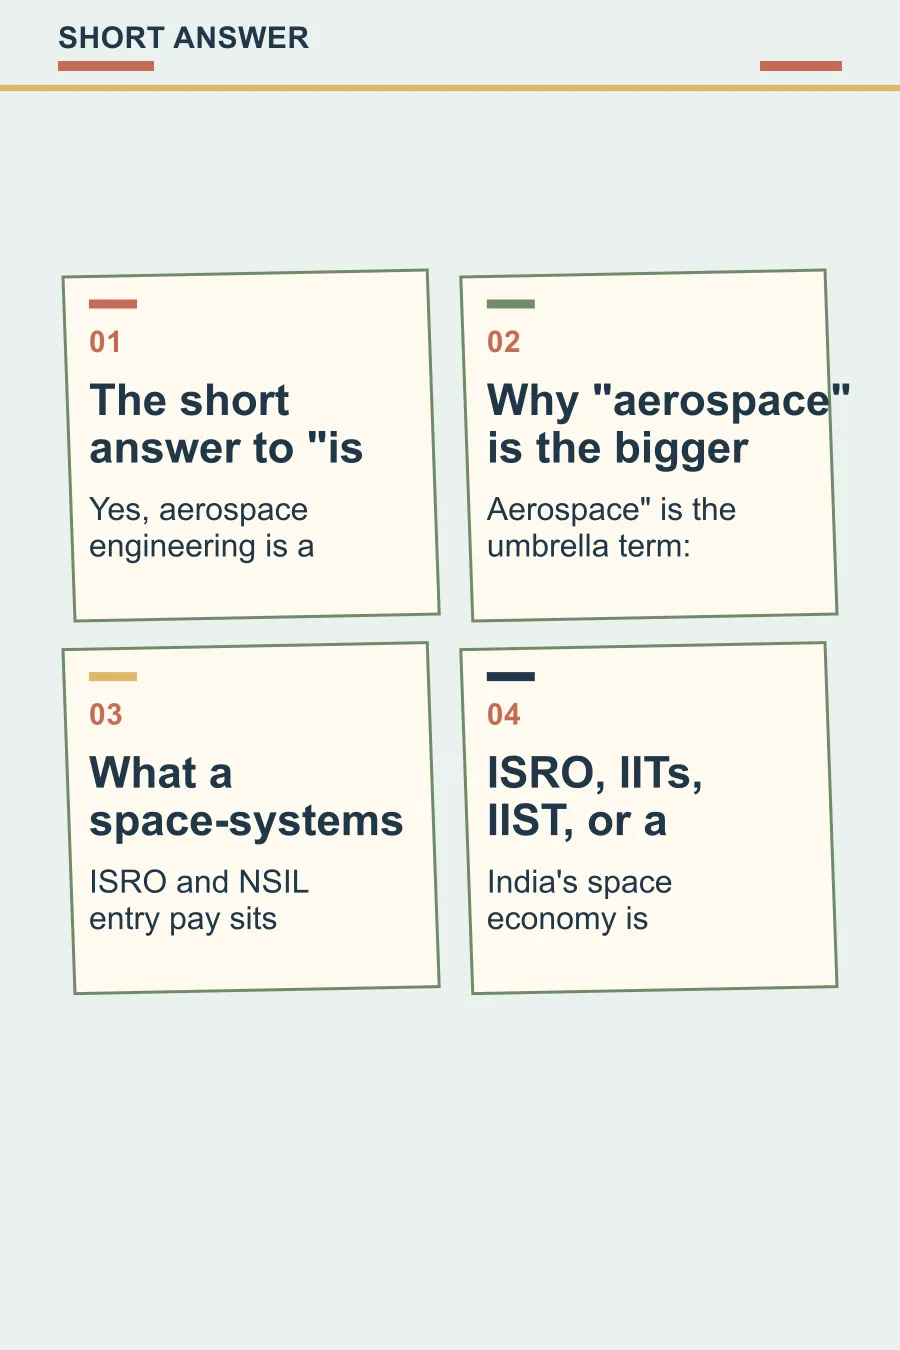 SHORT ANSWER
01
The short
answer to "is
Yes, aerospace
engineering is a
02
Why "aerospace"
is the bigger
Aerospace" is the
umbrella term:
03
What a
space-systems
ISRO and NSIL
entry pay sits
04
ISRO, IITs,
IIST, or a
India's space
economy is